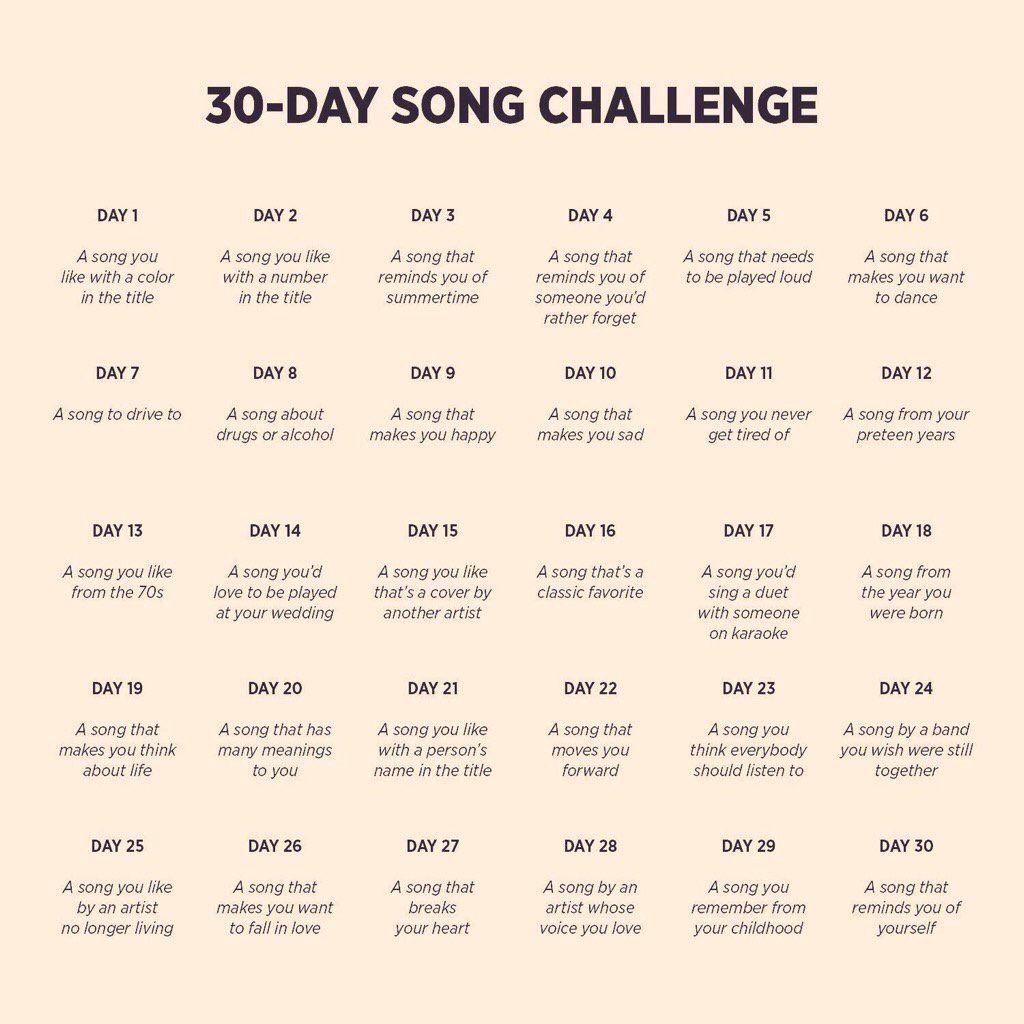 30-DAY SONG CHALLENGE
DAY 1
A song you
like with a color
in the title
DAY 2
A song you like
with a number
in the title
DAY 3
A song that
reminds you of
summertime
DAY 4
A song that
reminds you of
someone you'd
rather forget
DAY 5
A song that needs
to be played loud
DAY 6
A song that
makes you want
to dance
DAY 7
A song to drive to
DAY 8
A song about
drugs or alcohol
DAY 9
A song that
makes you happy
DAY 10
A song that
makes you sad
DAY 11
A song you never
get tired of
DAY 12
A song from your
preteen years
DAY 13
A song you like
from the 70s
DAY 14
A song you'd
love to be played
at your wedding
DAY 15
A song you like
that's a cover by
another artist
DAY 16
A song that's a
classic favorite
DAY 17
A song you'd
sing a duet
with someone
on karaoke
DAY 18
A song from
the year you
were born
DAY 19
A song that
makes you think
about life
DAY 20
A song that has
many meanings
to you
DAY 21
A song you like
with a person's
name in the title
DAY 22
A song that
moves you
forward
DAY 23
A song you
think everybody
should listen to
DAY 24
A song by a band
you wish were still
together
DAY 25
A song you like
by an artist
no longer living
DAY 26
A song that
makes you want
to fall in love
DAY 27
A song that
breaks
your heart
DAY 28
A song by an
artist whose
voice you love
DAY 29
A song you
remember from
your childhood
DAY 30
A song that
reminds you of
yourself